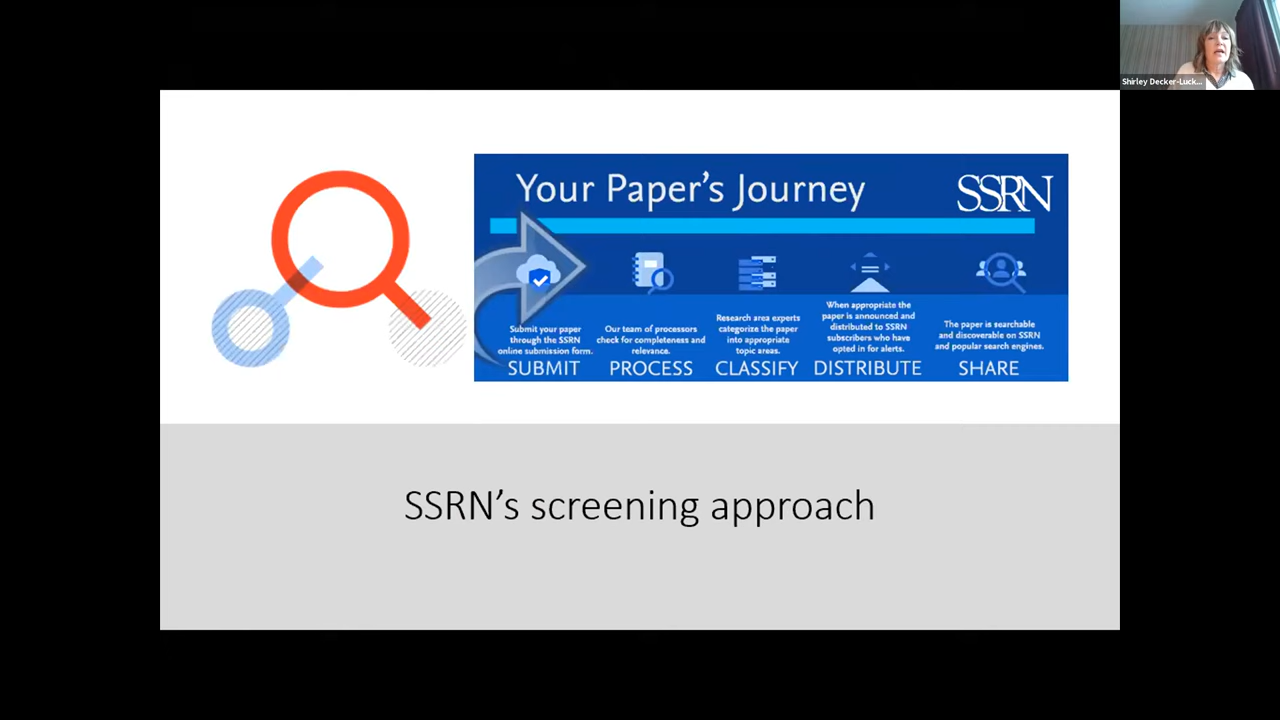 Shirley Decker-Luck...
Your Paper's Journey
SSRN
Submit your paper
through the SSRN
online submission form.
SUBMIT
Our team of processors
check for completeness and
relevance.
PROCESS
Research area experts
categorize the paper
into appropriate
topic areas.
CLASSIFY
When appropriate the
paper is announced and
distributed to SSRN
subscribers who have
opted in for alerts.
DISTRIBUTE
The paper is searchable
and discoverable on SSRN
and popular search engines.
SHARE
SSRN's screening approach